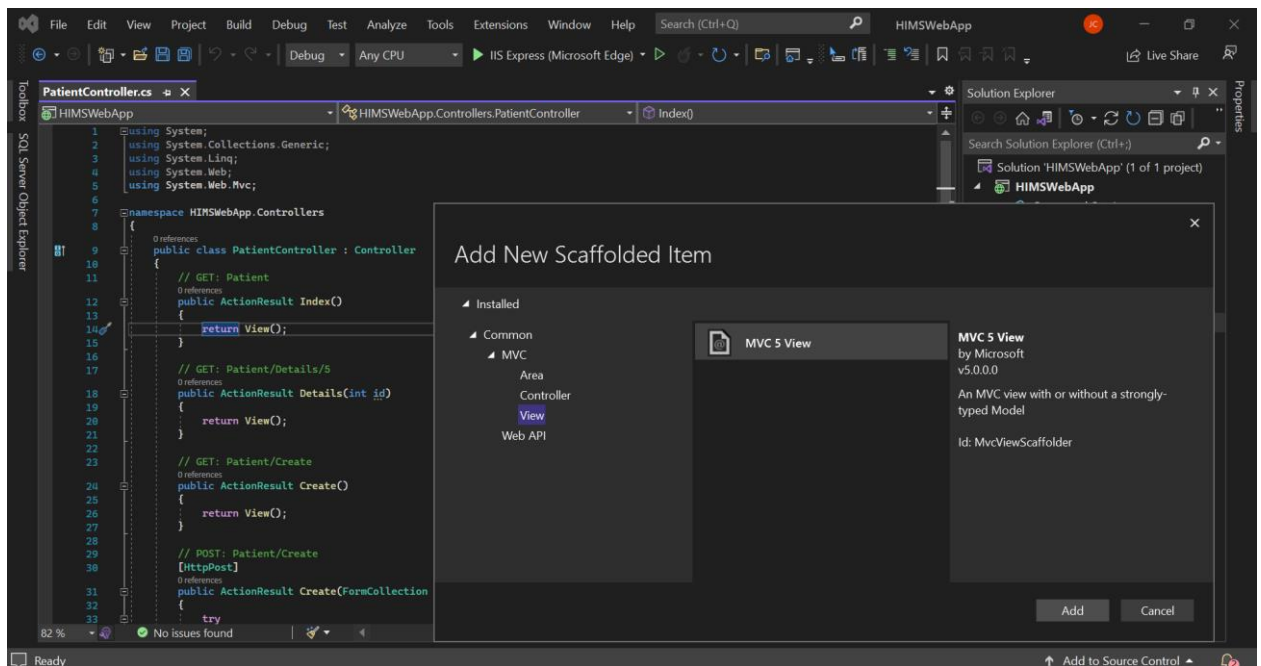 File Edit View Project Build Debug Test Analyze Tools Extensions Window Help Search (Ctrl+Q) HIMSWebApp JC
Debug Any CPU IIS Express (Microsoft Edge) Live Share
Toolbox
SQL Server Object Explorer
PatientController.cs
HIMSWebApp HIMSWebApp.Controllers.PatientController Index()
1 using System;
2 using System.Collections.Generic;
3 using System.Linq;
4 using System.Web;
5 using System.Web.Mvc;
6
7 namespace HIMSWebApp.Controllers
8 {
0 references
9 public class PatientController : Controller
10 {
11 // GET: Patient
0 references
12 public ActionResult Index()
13 {
14 return View();
15 }
16
17 // GET: Patient/Details/5
0 references
18 public ActionResult Details(int id)
19 {
20 return View();
21 }
22
23 // GET: Patient/Create
0 references
24 public ActionResult Create()
25 {
26 return View();
27 }
28
29 // POST: Patient/Create
30 [HttpPost]
0 references
31 public ActionResult Create(FormCollection
32 {
33 try
82 % No issues found
Solution Explorer
Search Solution Explorer (Ctrl+;)
Solution 'HIMSWebApp' (1 of 1 project)
HIMSWebApp
Properties
Add New Scaffolded Item
Installed
Common
MVC
Area
Controller
View
Web API
MVC 5 View
MVC 5 View
by Microsoft
v5.0.0.0
An MVC view with or without a strongly-
typed Model
Id: MvcViewScaffolder
Add Cancel
Ready Add to Source Control